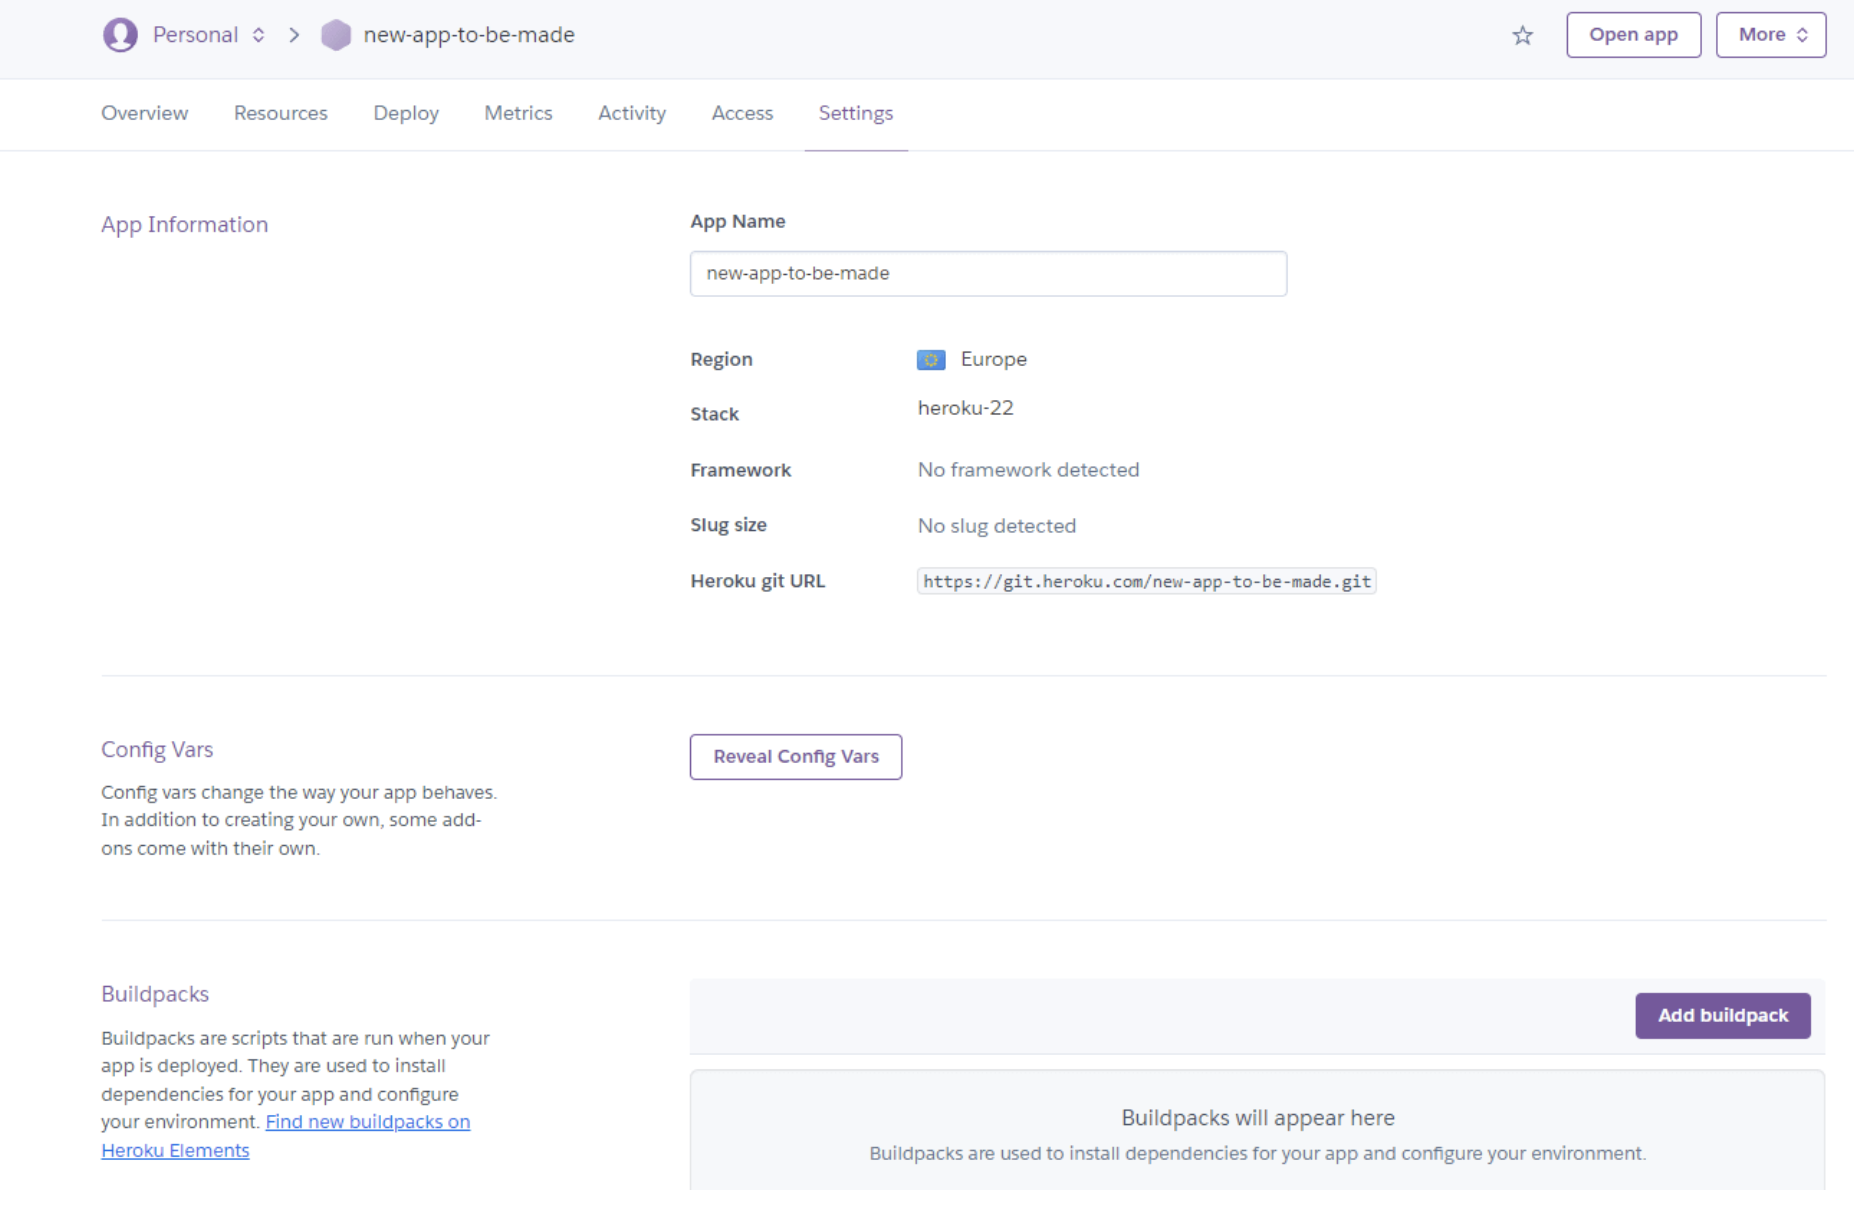 Personal
new-app-to-be-made
Open app
More
Overview
Resources
Deploy
Metrics
Activity
Access
Settings
App Information
App Name
new-app-to-be-made
Region
Europe
Stack
heroku-22
Framework
No framework detected
Slug size
No slug detected
Heroku git URL
https://git.heroku.com/new-app-to-be-made.git
Config Vars
Config vars change the way your app behaves.
In addition to creating your own, some add-
ons come with their own.
Reveal Config Vars
Buildpacks
Buildpacks are scripts that are run when your
app is deployed. They are used to install
dependencies for your app and configure
your environment. Find new buildpacks on
Heroku Elements
Add buildpack
Buildpacks will appear here
Buildpacks are used to install dependencies for your app and configure your environment.